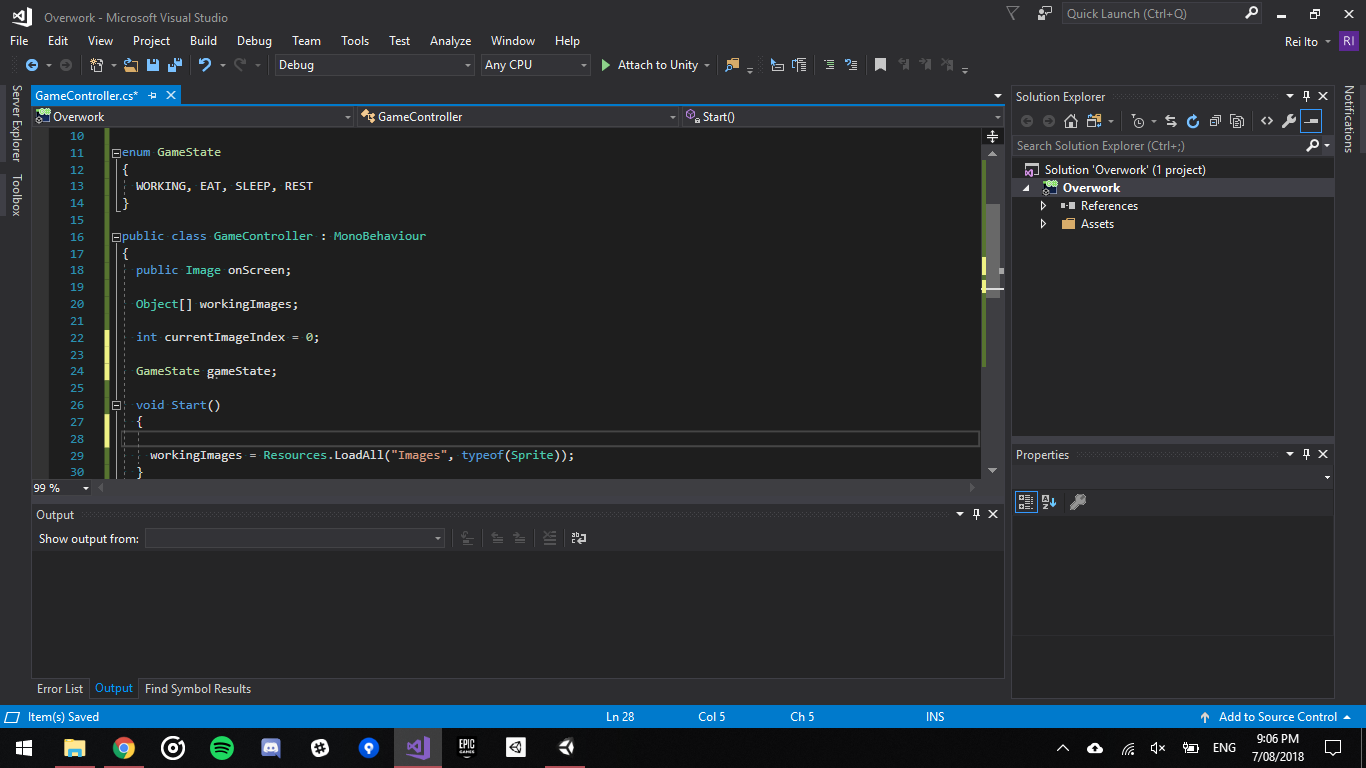 Overwork - Microsoft Visual Studio
Quick Launch (Ctrl+Q)
File Edit View Project Build Debug Team Tools Test Analyze Window Help
Rei Ito RI
Debug Any CPU Attach to Unity
Server Explorer
Toolbox
GameController.cs*
Overwork GameController Start()
10
11 enum GameState
12 {
13 WORKING, EAT, SLEEP, REST
14 }
15
16 public class GameController : MonoBehaviour
17 {
18 public Image onScreen;
19
20 Object[] workingImages;
21
22 int currentImageIndex = 0;
23
24 GameState gameState;
25
26 void Start()
27 {
28
29 workingImages = Resources.LoadAll("Images", typeof(Sprite));
30 }
99 %
Output
Show output from:
Error List Output Find Symbol Results
Solution Explorer
Search Solution Explorer (Ctrl+;)
Solution 'Overwork' (1 project)
Overwork
References
Assets
Properties
Notifications
Item(s) Saved Ln 28 Col 5 Ch 5 INS Add to Source Control
EPIC
GAMES
ENG
9:06 PM
7/08/2018